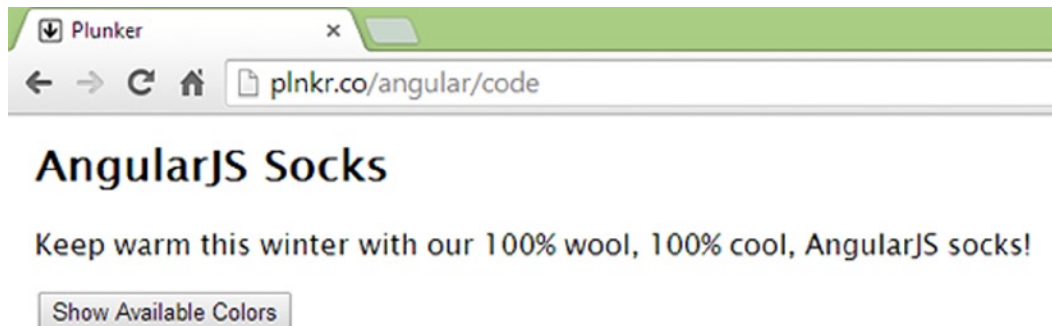 Plunker
plnkr.co/angular/code
AngularJS Socks
Keep warm this winter with our 100% wool, 100% cool, AngularJS socks!
Show Available Colors